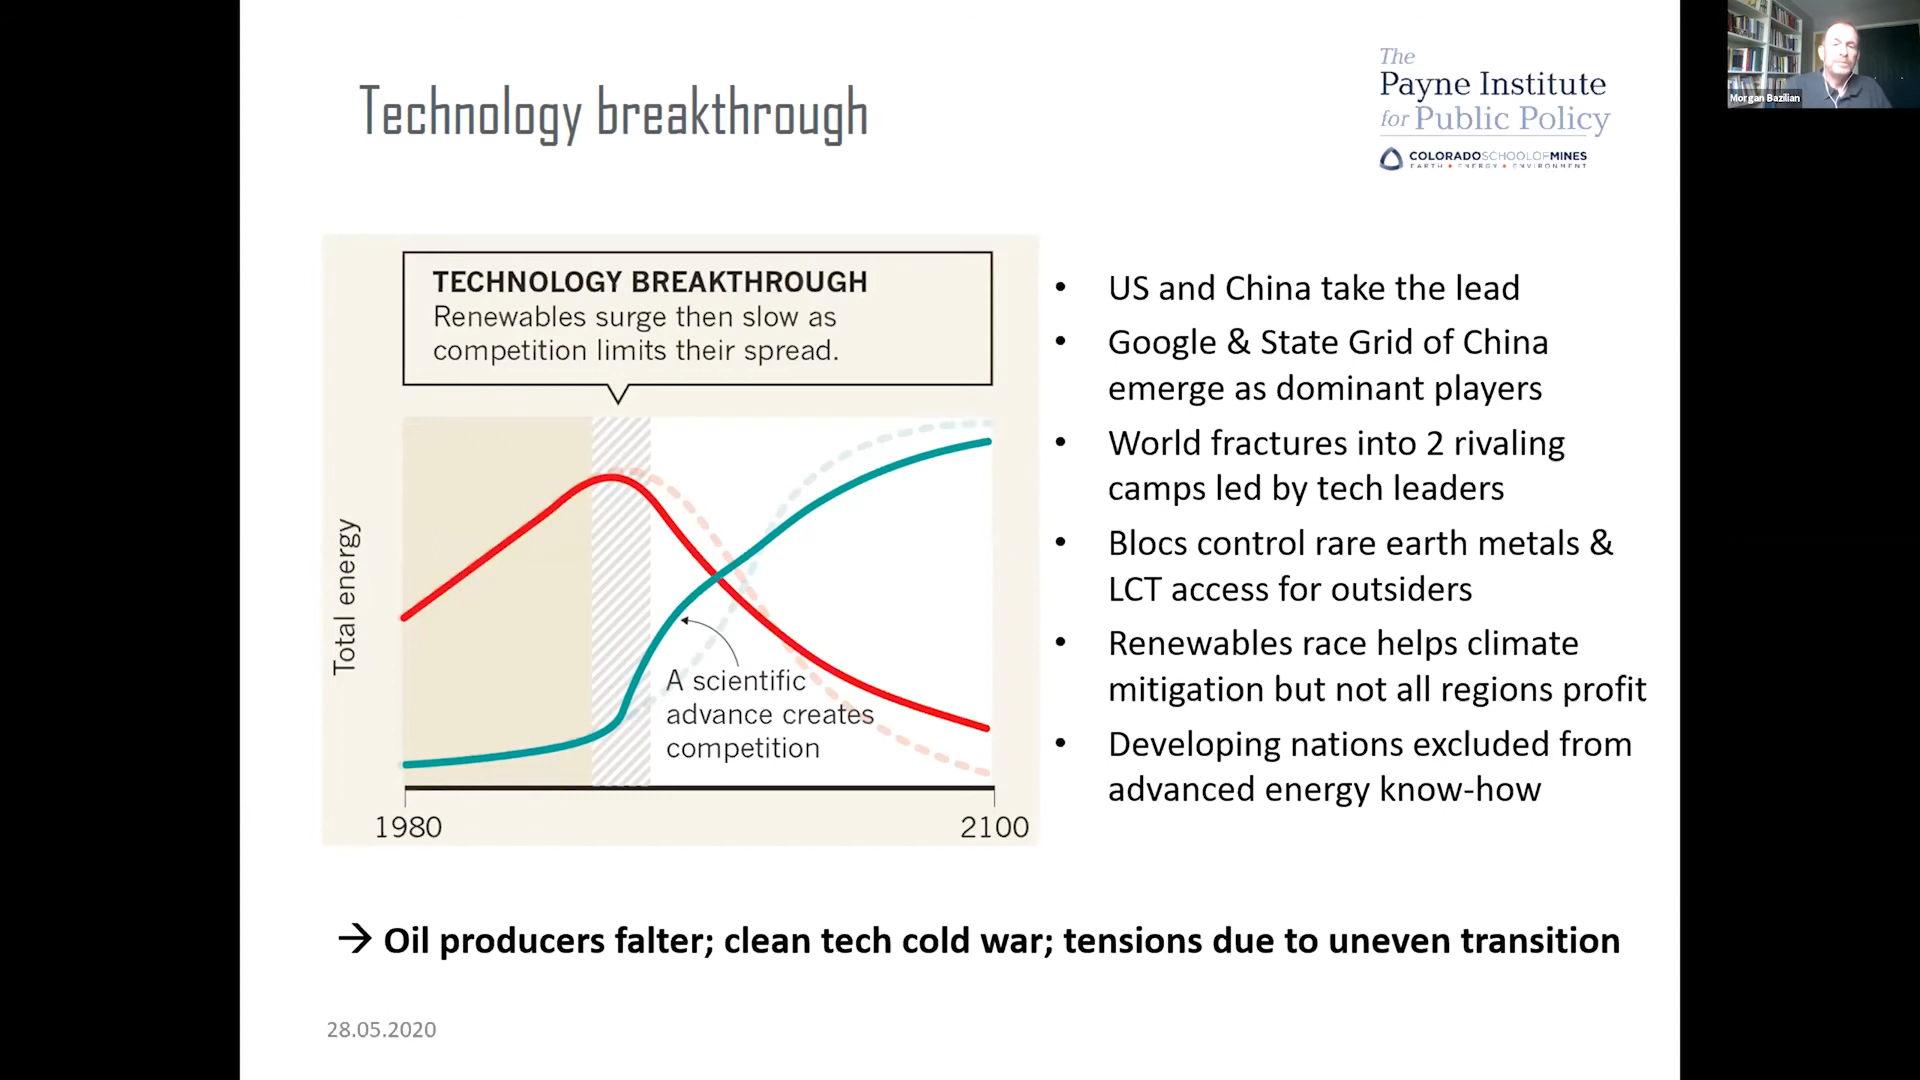 Technology breakthrough
The
Payne Institute
for Public Policy
COLORADOSCHOOLOFMINES
EARTH • ENERGY • ENVIRONMENT
Morgan Bazilian
TECHNOLOGY BREAKTHROUGH
Renewables surge then slow as
competition limits their spread.
Total energy
A scientific
advance creates
competition
1980
2100
• US and China take the lead
• Google & State Grid of China
emerge as dominant players
• World fractures into 2 rivaling
camps led by tech leaders
• Blocs control rare earth metals &
LCT access for outsiders
• Renewables race helps climate
mitigation but not all regions profit
• Developing nations excluded from
advanced energy know-how
→ Oil producers falter; clean tech cold war; tensions due to uneven transition
28.05.2020